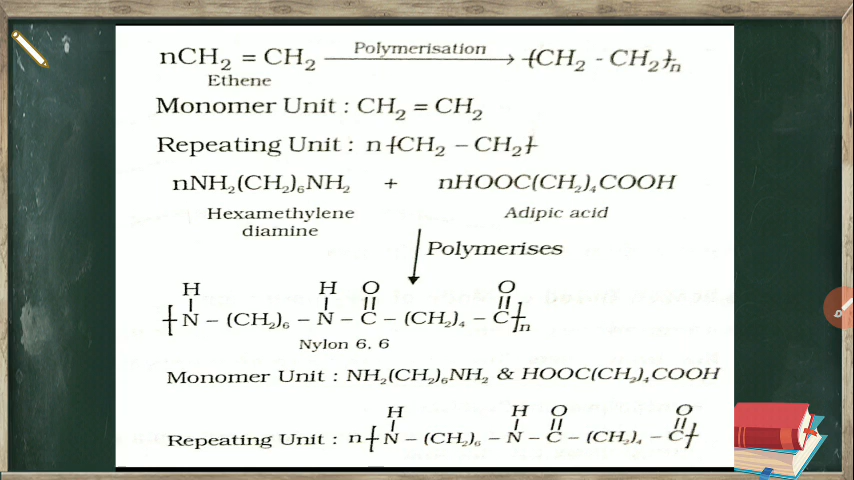 nCH₂ = CH₂ —Polymerisation→ -{CH₂ - CH₂}-ₙ
Ethene
Monomer Unit : CH₂ = CH₂
Repeating Unit : n -{CH₂ – CH₂}-
nNH₂(CH₂)₆NH₂ + nHOOC(CH₂)₄COOH
Hexamethylene diamine
Adipic acid
Polymerises
H H O O
-[N – (CH₂)₆ – N – C – (CH₂)₄ – C]-ₙ
Nylon 6, 6
Monomer Unit : NH₂(CH₂)₆NH₂ & HOOC(CH₂)₄COOH
H H O O
Repeating Unit : n -{N – (CH₂)₆ – N – C – (CH₂)₄ – C}-